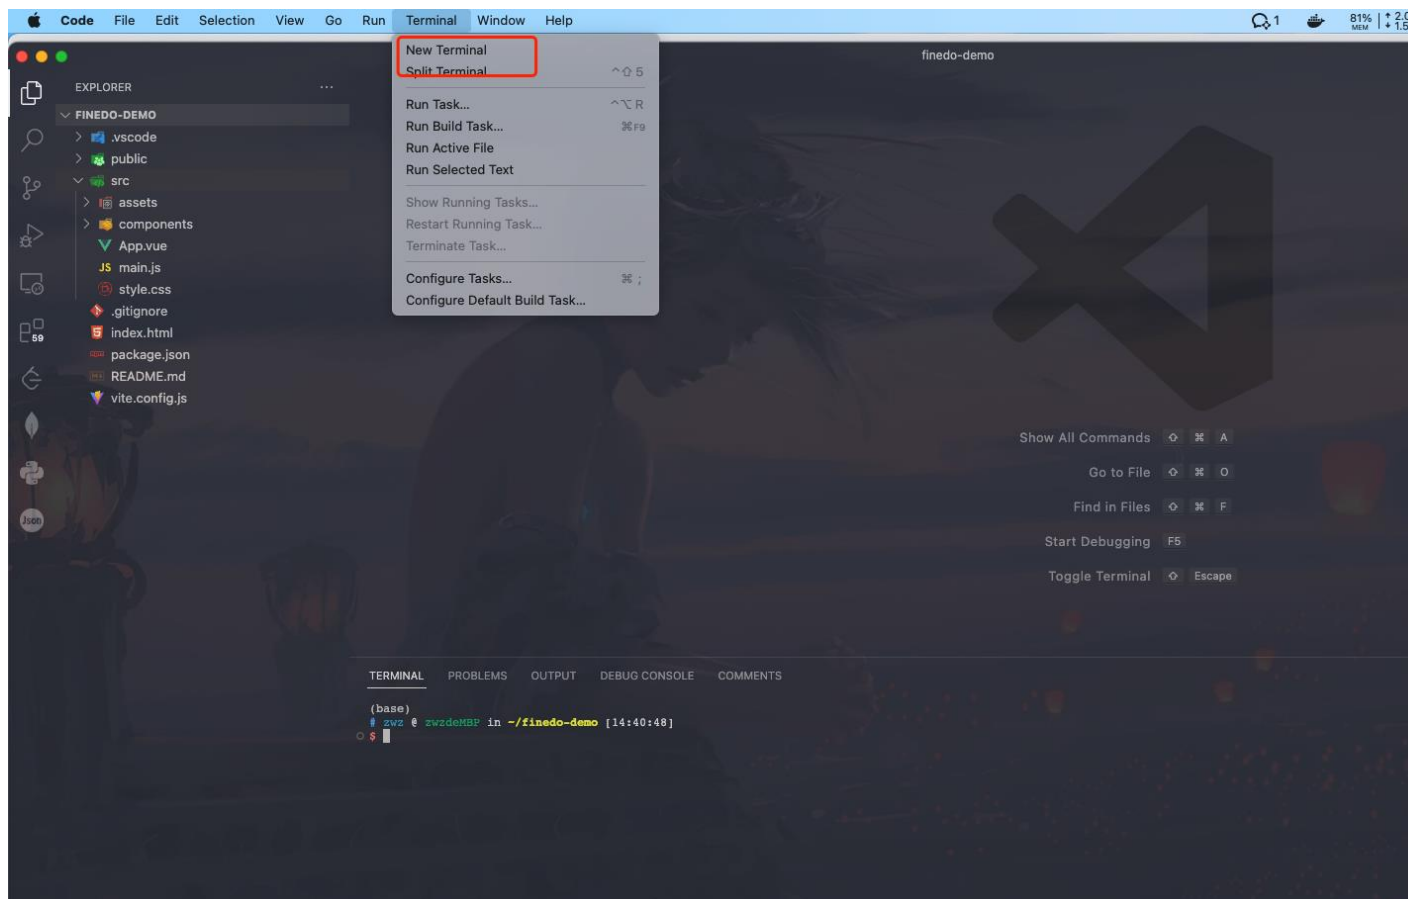 Code File Edit Selection View Go Run Terminal Window Help 1 81% MEM
finedo-demo
New Terminal
Split Terminal ^⇧5
Run Task... ^⌥R
Run Build Task... ⌘F9
Run Active File
Run Selected Text
Show Running Tasks...
Restart Running Task...
Terminate Task...
Configure Tasks... ⌘;
Configure Default Build Task...
EXPLORER ...
FINEDO-DEMO
.vscode
public
src
assets
components
App.vue
JS main.js
style.css
.gitignore
index.html
package.json
README.md
vite.config.js
59
Json
Show All Commands ⇧ ⌘ A
Go to File ⇧ ⌘ O
Find in Files ⇧ ⌘ F
Start Debugging F5
Toggle Terminal ⇧ Escape
TERMINAL PROBLEMS OUTPUT DEBUG CONSOLE COMMENTS
(base)
# zwz @ zwzdeMBP in ~/finedo-demo [14:40:48]
$